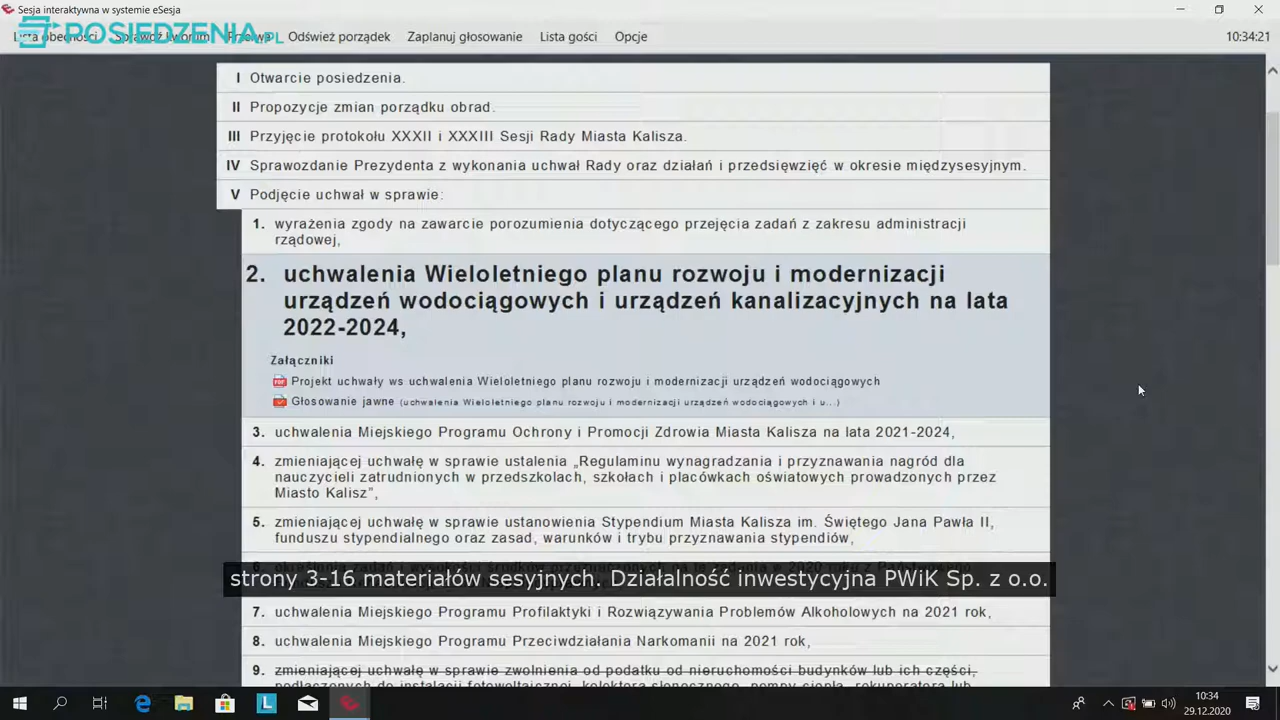 Sesja interaktywna w systemie eSesja
POSIEDZENIA.PL
Lista obecności Sprawdź kworum Przerwa Odśwież porządek Zaplanuj głosowanie Lista gości Opcje 10:34:21
I Otwarcie posiedzenia.
II Propozycje zmian porządku obrad.
III Przyjęcie protokołu XXXII i XXXIII Sesji Rady Miasta Kalisza.
IV Sprawozdanie Prezydenta z wykonania uchwał Rady oraz działań i przedsięwzięć w okresie międzysesyjnym.
V Podjęcie uchwał w sprawie:
1. wyrażenia zgody na zawarcie porozumienia dotyczącego przejęcia zadań z zakresu administracji
rządowej,
2. uchwalenia Wieloletniego planu rozwoju i modernizacji
urządzeń wodociągowych i urządzeń kanalizacyjnych na lata
2022-2024,
Załączniki
Projekt uchwały ws uchwalenia Wieloletniego planu rozwoju i modernizacji urządzeń wodociągowych
Głosowanie jawne (uchwalenia Wieloletniego planu rozwoju i modernizacji urządzeń wodociągowych i u...)
3. uchwalenia Miejskiego Programu Ochrony i Promocji Zdrowia Miasta Kalisza na lata 2021-2024,
4. zmieniającej uchwałę w sprawie ustalenia „Regulaminu wynagradzania i przyznawania nagród dla
nauczycieli zatrudnionych w przedszkolach, szkołach i placówkach oświatowych prowadzonych przez
Miasto Kalisz”,
5. zmieniającej uchwałę w sprawie ustanowienia Stypendium Miasta Kalisza im. Świętego Jana Pawła II,
funduszu stypendialnego oraz zasad, warunków i trybu przyznawania stypendiów,
strony 3-16 materiałów sesyjnych. Działalność inwestycyjna PWiK Sp. z o.o.
7. uchwalenia Miejskiego Programu Profilaktyki i Rozwiązywania Problemów Alkoholowych na 2021 rok,
8. uchwalenia Miejskiego Programu Przeciwdziałania Narkomanii na 2021 rok,
9. zmieniającej uchwałę w sprawie zwolnienia od podatku od nieruchomości budynków lub ich części,
10:34
29.12.2020